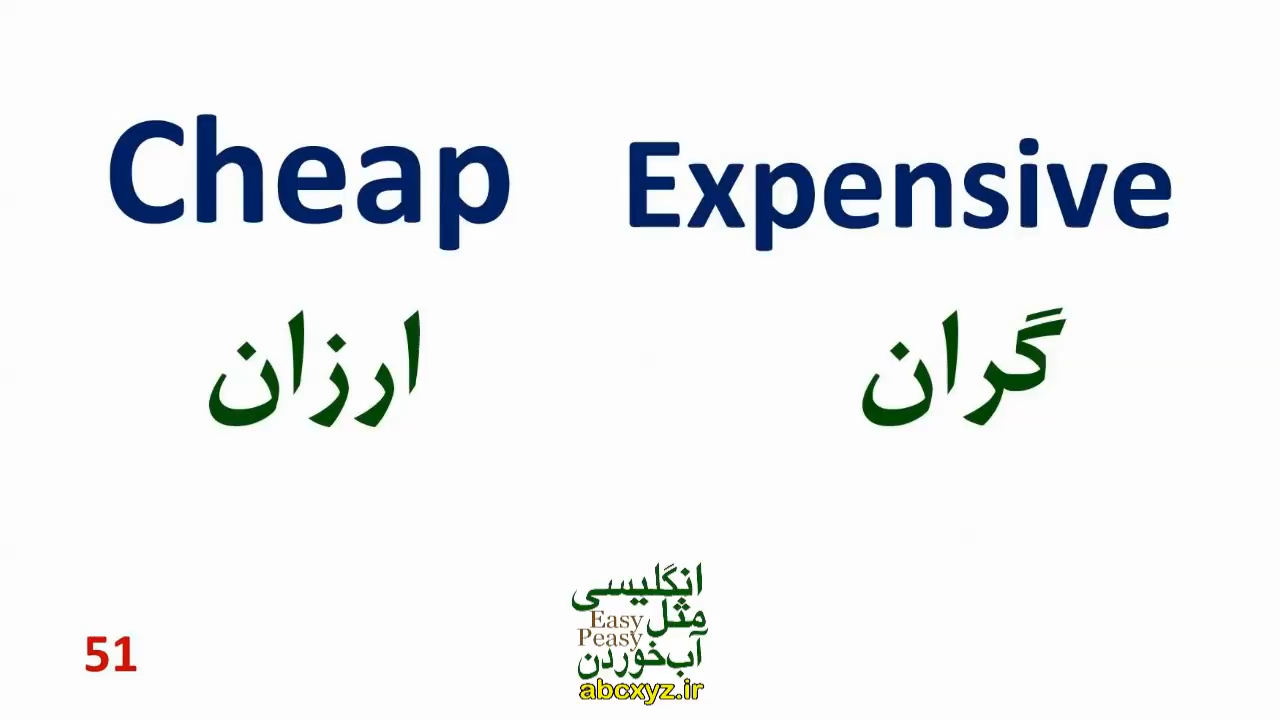 Cheap Expensive
ارزان گران
انگلیسی
مثل Easy
Peasy
آب‌خوردن
abcxyz.ir
51